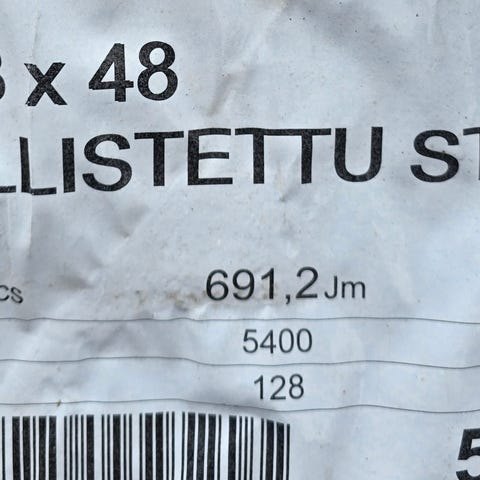 x 48
LLISTETTU ST
cs 691,2 Jm
5400
128
5